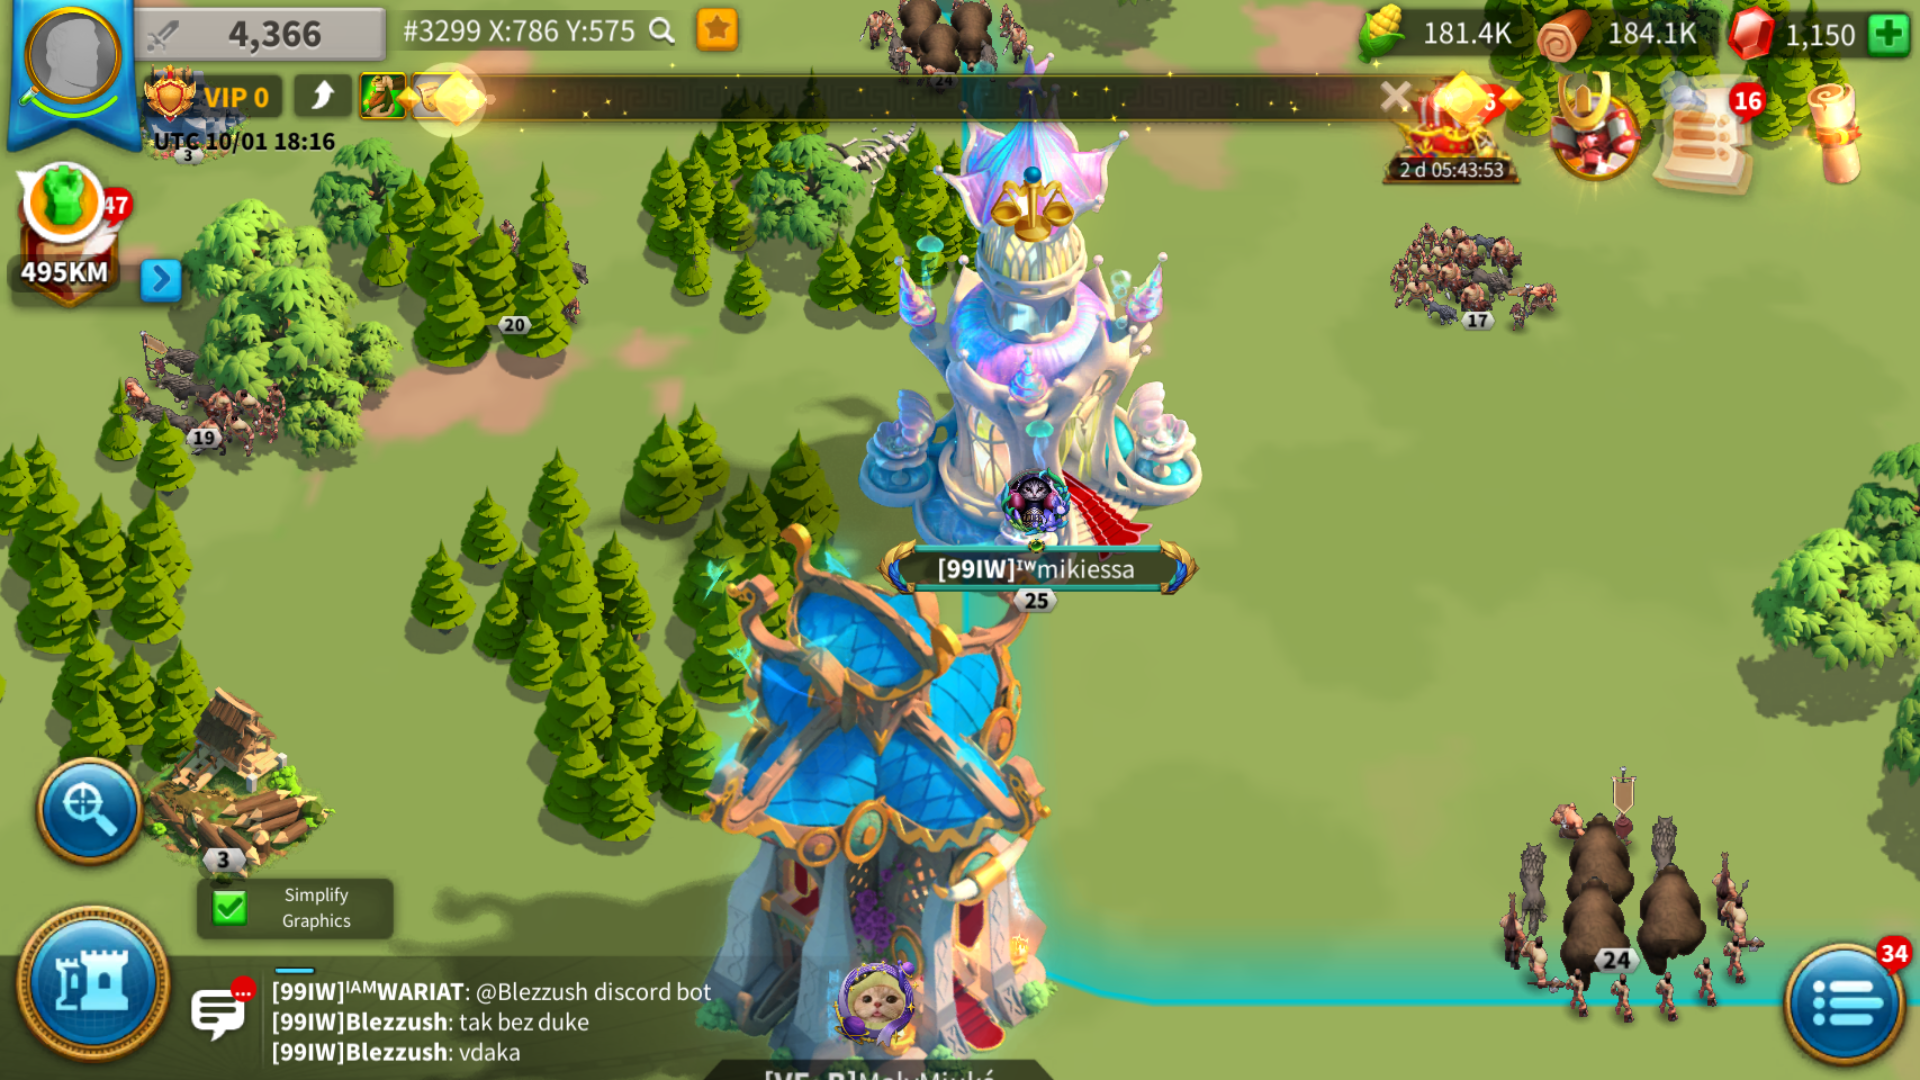 4,366
#3299 X:786 Y:575
181.4K
184.1K
1,150
VIP 0
UTC 10/01 18:16
3
24
16
2 d 05:43:53
47
495KM
20
17
19
[99IW]ᴵᵂmikiessa
25
3
Simplify
Graphics
24
34
[99IW]ᴵᴬᴹWARIAT: @Blezzush discord bot
[99IW]Blezzush: tak bez duke
[99IW]Blezzush: vdaka